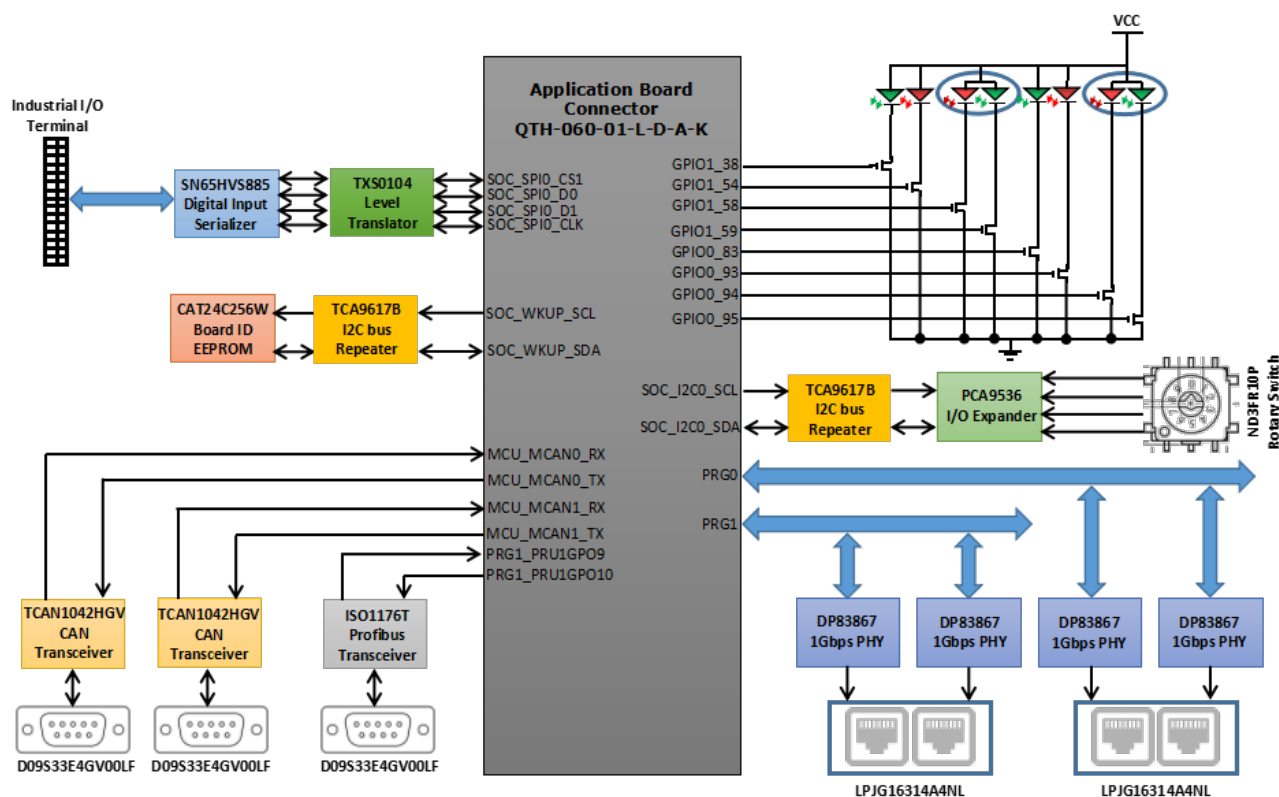 VCC
Application Board
Connector
QTH-060-01-L-D-A-K
Industrial I/O
Terminal
SN65HVS885
Digital Input
Serializer
TXS0104
Level
Translator
SOC_SPI0_CS1
SOC_SPI0_D0
SOC_SPI0_D1
SOC_SPI0_CLK
GPIO1_38
GPIO1_54
GPIO1_58
GPIO1_59
GPIO0_83
GPIO0_93
GPIO0_94
GPIO0_95
CAT24C256W
Board ID
EEPROM
TCA9617B
I2C bus
Repeater
SOC_WKUP_SCL
SOC_WKUP_SDA
SOC_I2C0_SCL
SOC_I2C0_SDA
TCA9617B
I2C bus
Repeater
PCA9536
I/O Expander
ND3FR10P
Rotary Switch
MCU_MCAN0_RX
MCU_MCAN0_TX
MCU_MCAN1_RX
MCU_MCAN1_TX
PRG1_PRU1GPO9
PRG1_PRU1GPO10
PRG0
PRG1
TCAN1042HGV
CAN
Transceiver
TCAN1042HGV
CAN
Transceiver
ISO1176T
Profibus
Transceiver
DP83867
1Gbps PHY
DP83867
1Gbps PHY
DP83867
1Gbps PHY
DP83867
1Gbps PHY
D09S33E4GV00LF
D09S33E4GV00LF
D09S33E4GV00LF
LPJG16314A4NL
LPJG16314A4NL